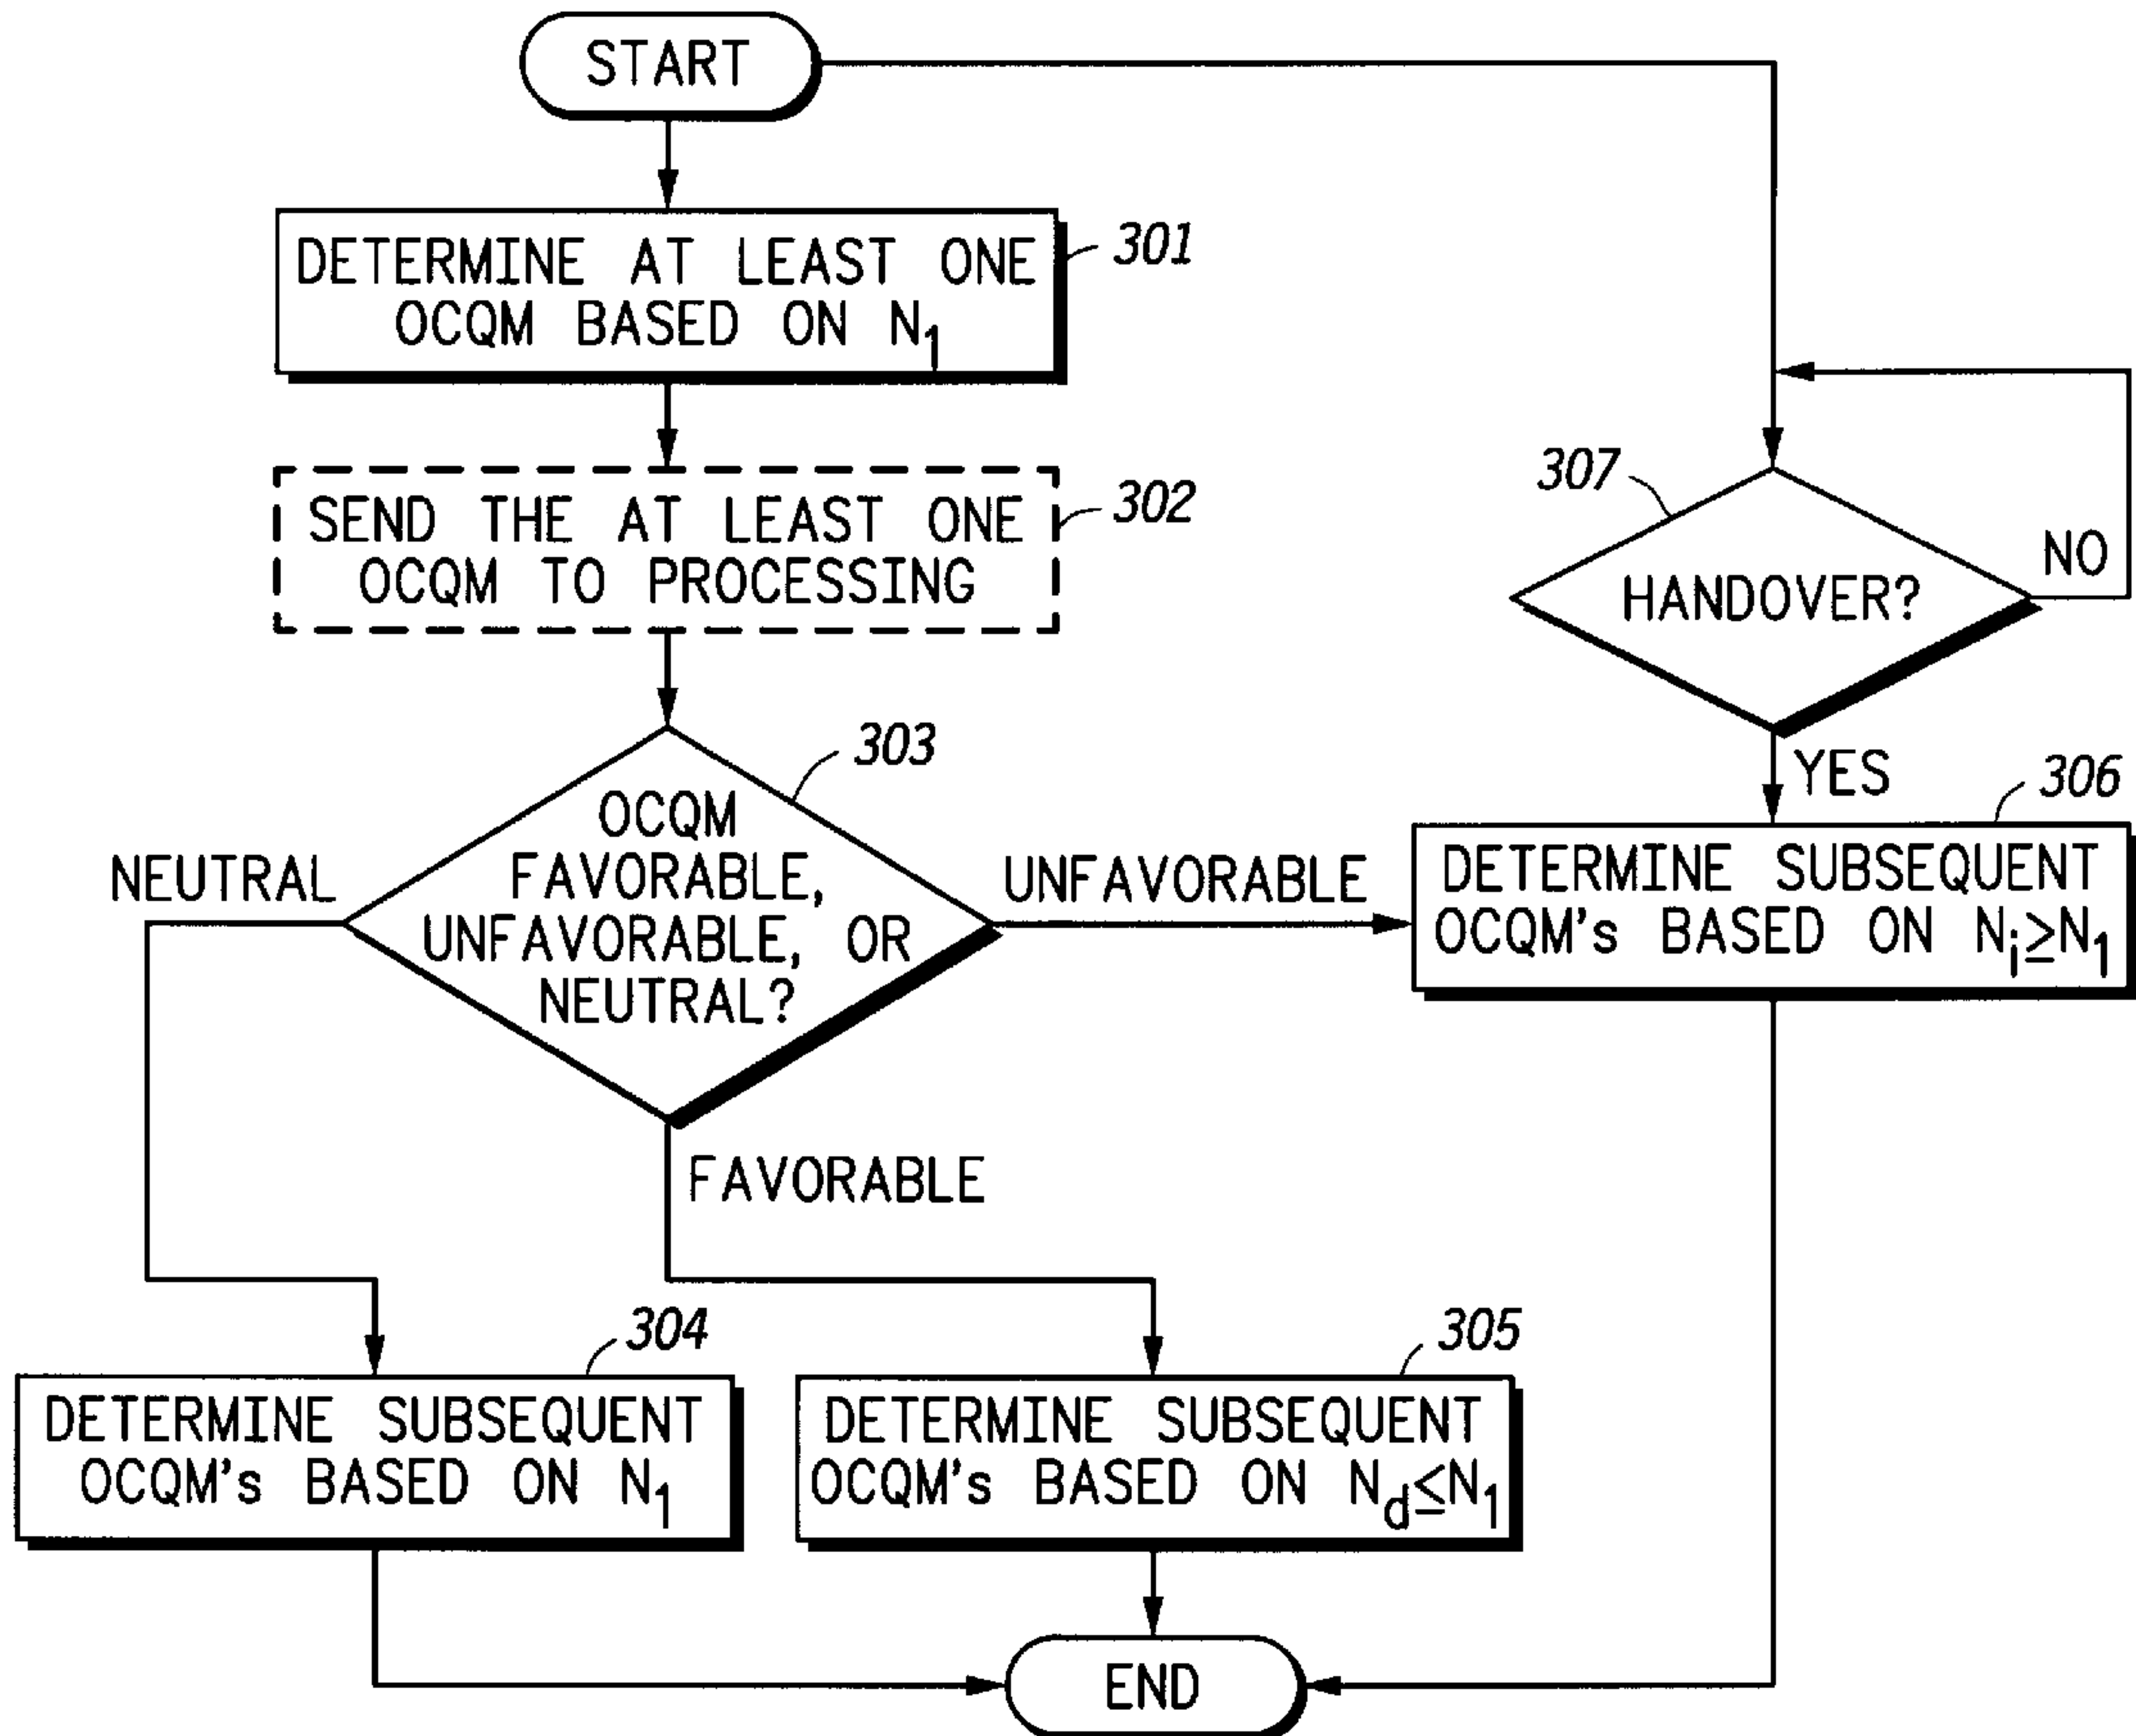 START
DETERMINE AT LEAST ONE
OCQM BASED ON N₁
301
SEND THE AT LEAST ONE
OCQM TO PROCESSING
302
307
HANDOVER?
NO
YES
303
OCQM
FAVORABLE,
UNFAVORABLE, OR
NEUTRAL?
NEUTRAL
UNFAVORABLE
FAVORABLE
306
DETERMINE SUBSEQUENT
OCQM's BASED ON Nᵢ≥N₁
304
DETERMINE SUBSEQUENT
OCQM's BASED ON N₁
305
DETERMINE SUBSEQUENT
OCQM's BASED ON N_d≤N₁
END